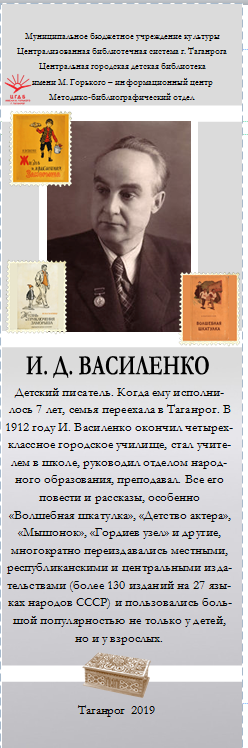 Муниципальное бюджетное учреждение культуры
Централизованная библиотечная система г. Таганрога
Центральная городская детская библиотека
имени М. Горького – информационный центр
Методико-библиографический отдел
ЦГДБ
Жизнь и приключения Заморыша
ВОЛШЕБНАЯ
ШКАТУЛКА
И. Д. ВАСИЛЕНКО
Детский писатель. Когда ему исполни-
лось 7 лет, семья переехала в Таганрог. В
1912 году И. Василенко окончил четырех-
классное городское училище, стал учите-
лем в школе, руководил отделом народ-
ного образования, преподавал. Все его
повести и рассказы, особенно
«Волшебная шкатулка», «Детство актера»,
«Мышонок», «Гордиев узел» и другие,
многократно переиздавались местными,
республиканскими и центральными изда-
тельствами (более 130 изданий на 27 язы-
ках народов СССР) и пользовались боль-
шой популярностью не только у детей,
но и у взрослых.
Таганрог 2019